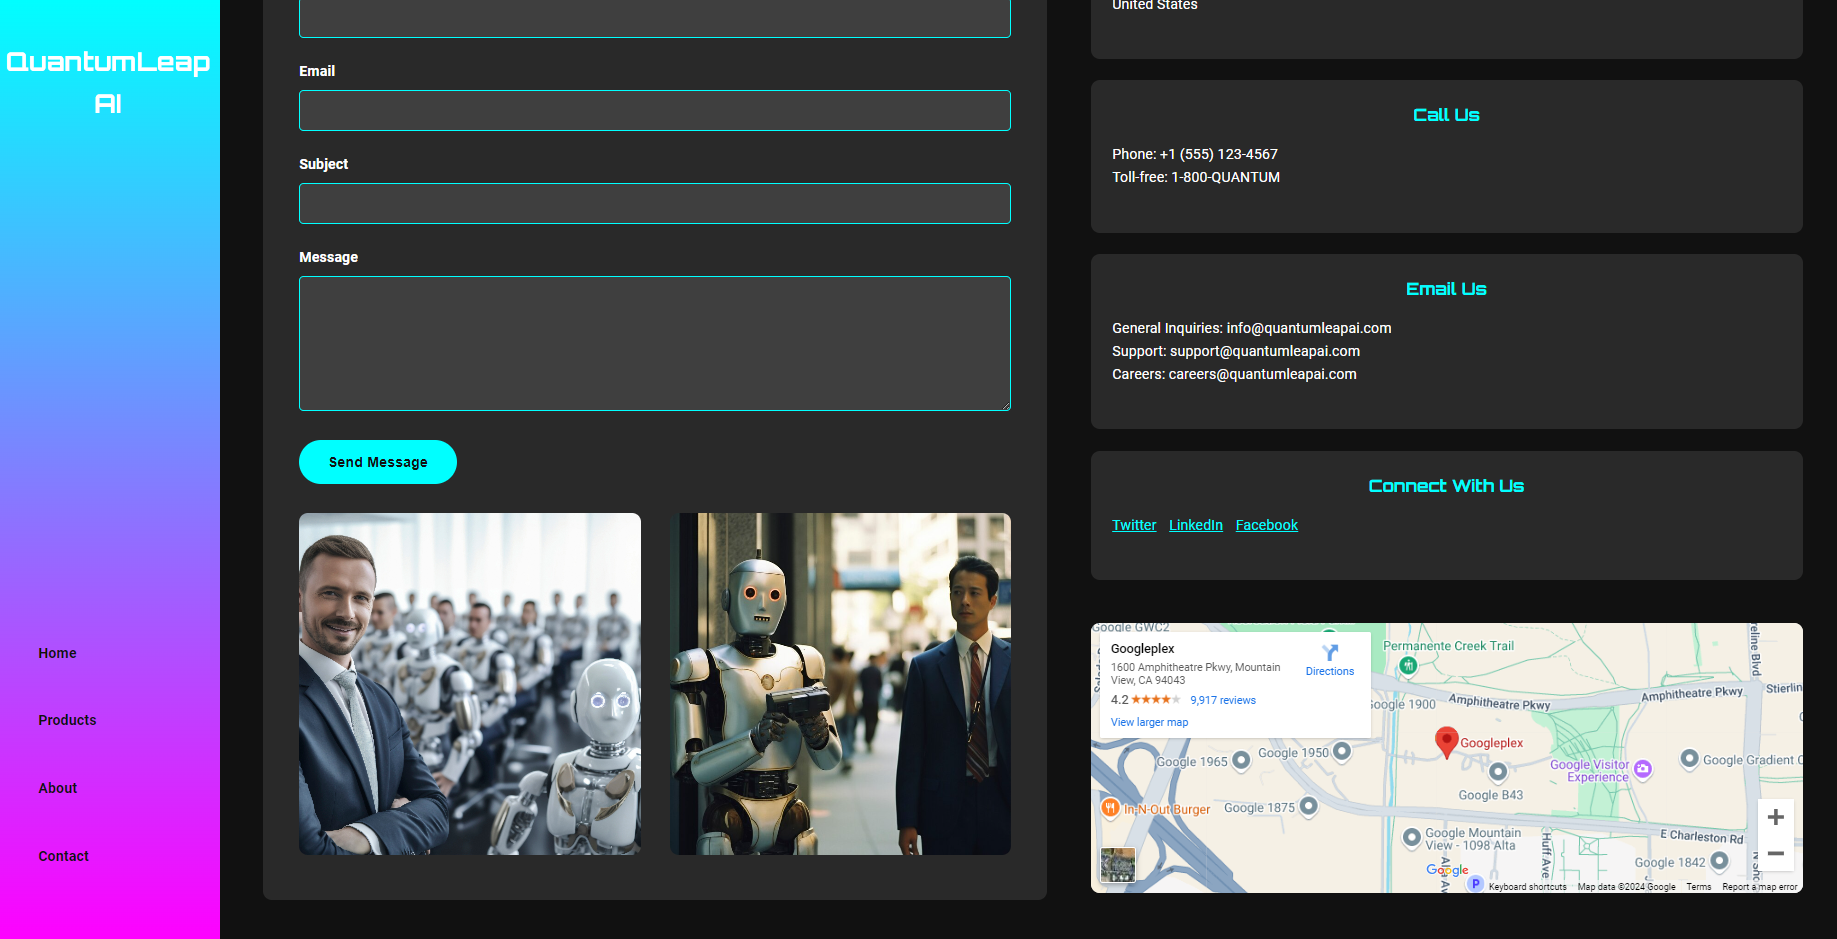 QuantumLeap
AI
Home
Products
About
Contact
Email
Subject
Message
Send Message
United States
Call Us
Phone: +1 (555) 123-4567
Toll-free: 1-800-QUANTUM
Email Us
General Inquiries: info@quantumleapai.com
Support: support@quantumleapai.com
Careers: careers@quantumleapai.com
Connect With Us
Twitter LinkedIn Facebook
Google GWC2
Googleplex
1600 Amphitheatre Pkwy, Mountain
View, CA 94043
4.2 9,917 reviews
View larger map
Directions
Permanente Creek Trail
Google 1900
Amphitheatre Pkwy
Amphitheatre Pkwy
Stierlin
reline Blvd
Googleplex
Google 1950
Google 1965
Google Visitor
Experience
Google Gradient C
Google B43
In-N-Out Burger
Google 1875
Google Mountain
View - 1098 Alta
Huff Ave
E Charleston Rd
Google 1842
Google
P
Keyboard shortcuts Map data ©2024 Google Terms Report a map error